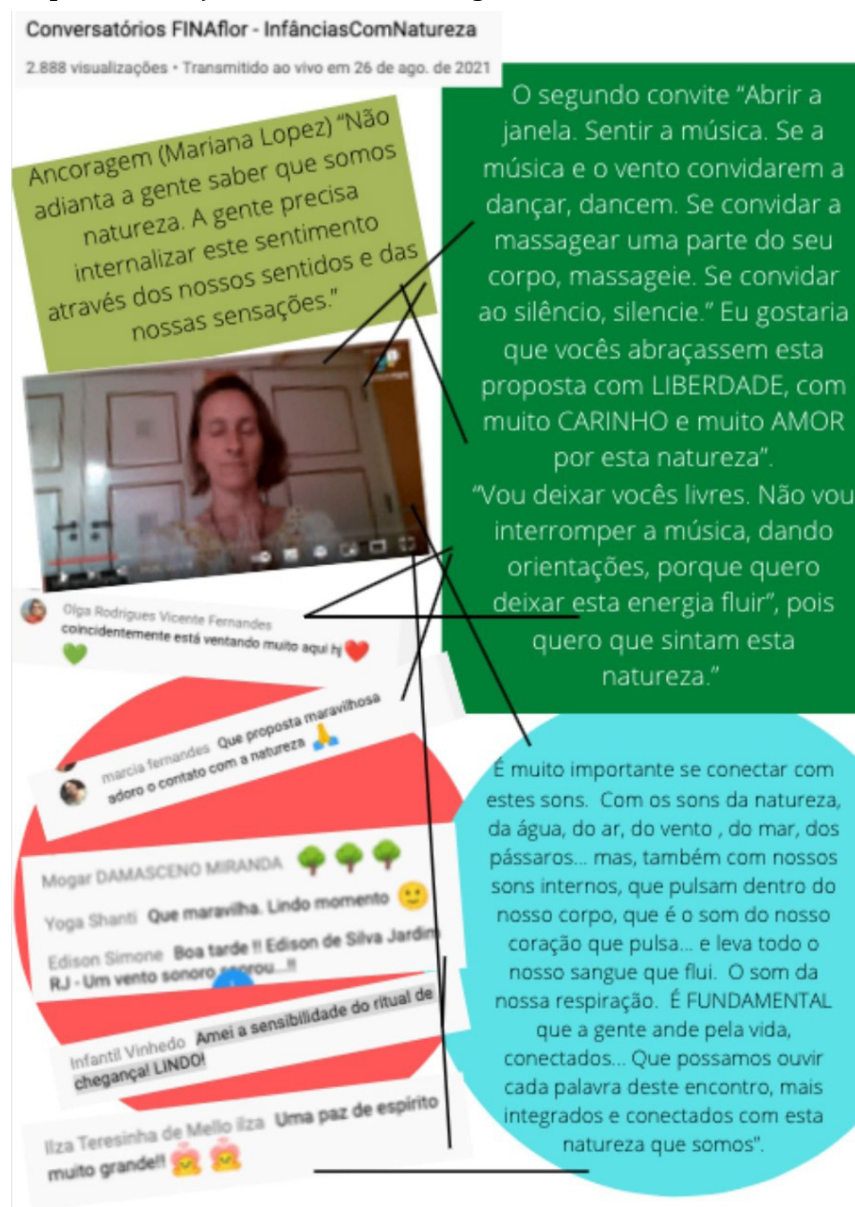 Conversatórios FINAflor - InfânciasComNatureza
2.888 visualizações • Transmitido ao vivo em 26 de ago. de 2021
Ancoragem (Mariana Lopez) “Não
adianta a gente saber que somos
natureza. A gente precisa
internalizar este sentimento
através dos nossos sentidos e das
nossas sensações.”
O segundo convite “Abrir a
janela. Sentir a música. Se a
música e o vento convidarem a
dançar, dancem. Se convidar a
massagear uma parte do seu
corpo, massageie. Se convidar
ao silêncio, silencie.” Eu gostaria
que vocês abraçassem esta
proposta com LIBERDADE, com
muito CARINHO e muito AMOR
por esta natureza”.
“Vou deixar vocês livres. Não vou
interromper a música, dando
orientações, porque quero
deixar esta energia fluir”, pois
quero que sintam esta
natureza.”
Olga Rodrigues Vicente Fernandes
coincidentemente está ventando muito aqui hj ❤️
💚
marcia fernandes Que proposta maravilhosa
adoro o contato com a natureza 🙏
Mogar DAMASCENO MIRANDA 🌳🌳🌳
Yoga Shanti Que maravilha. Lindo momento 🙂
Edison Simone Boa tarde !! Edison de Silva Jardim
RJ - Um vento sonoro
Infantil Vinhedo Amei a sensibilidade do ritual de
chegança! LINDO!
Ilza Teresinha de Mello ilza Uma paz de espírito
muito grande!!
É muito importante se conectar com
estes sons. Com os sons da natureza,
da água, do ar, do vento , do mar, dos
pássaros... mas, também com nossos
sons internos, que pulsam dentro do
nosso corpo, que é o som do nosso
coração que pulsa... e leva todo o
nosso sangue que flui. O som da
nossa respiração. É FUNDAMENTAL
que a gente ande pela vida,
conectados... Que possamos ouvir
cada palavra deste encontro, mais
integrados e conectados com esta
natureza que somos”.